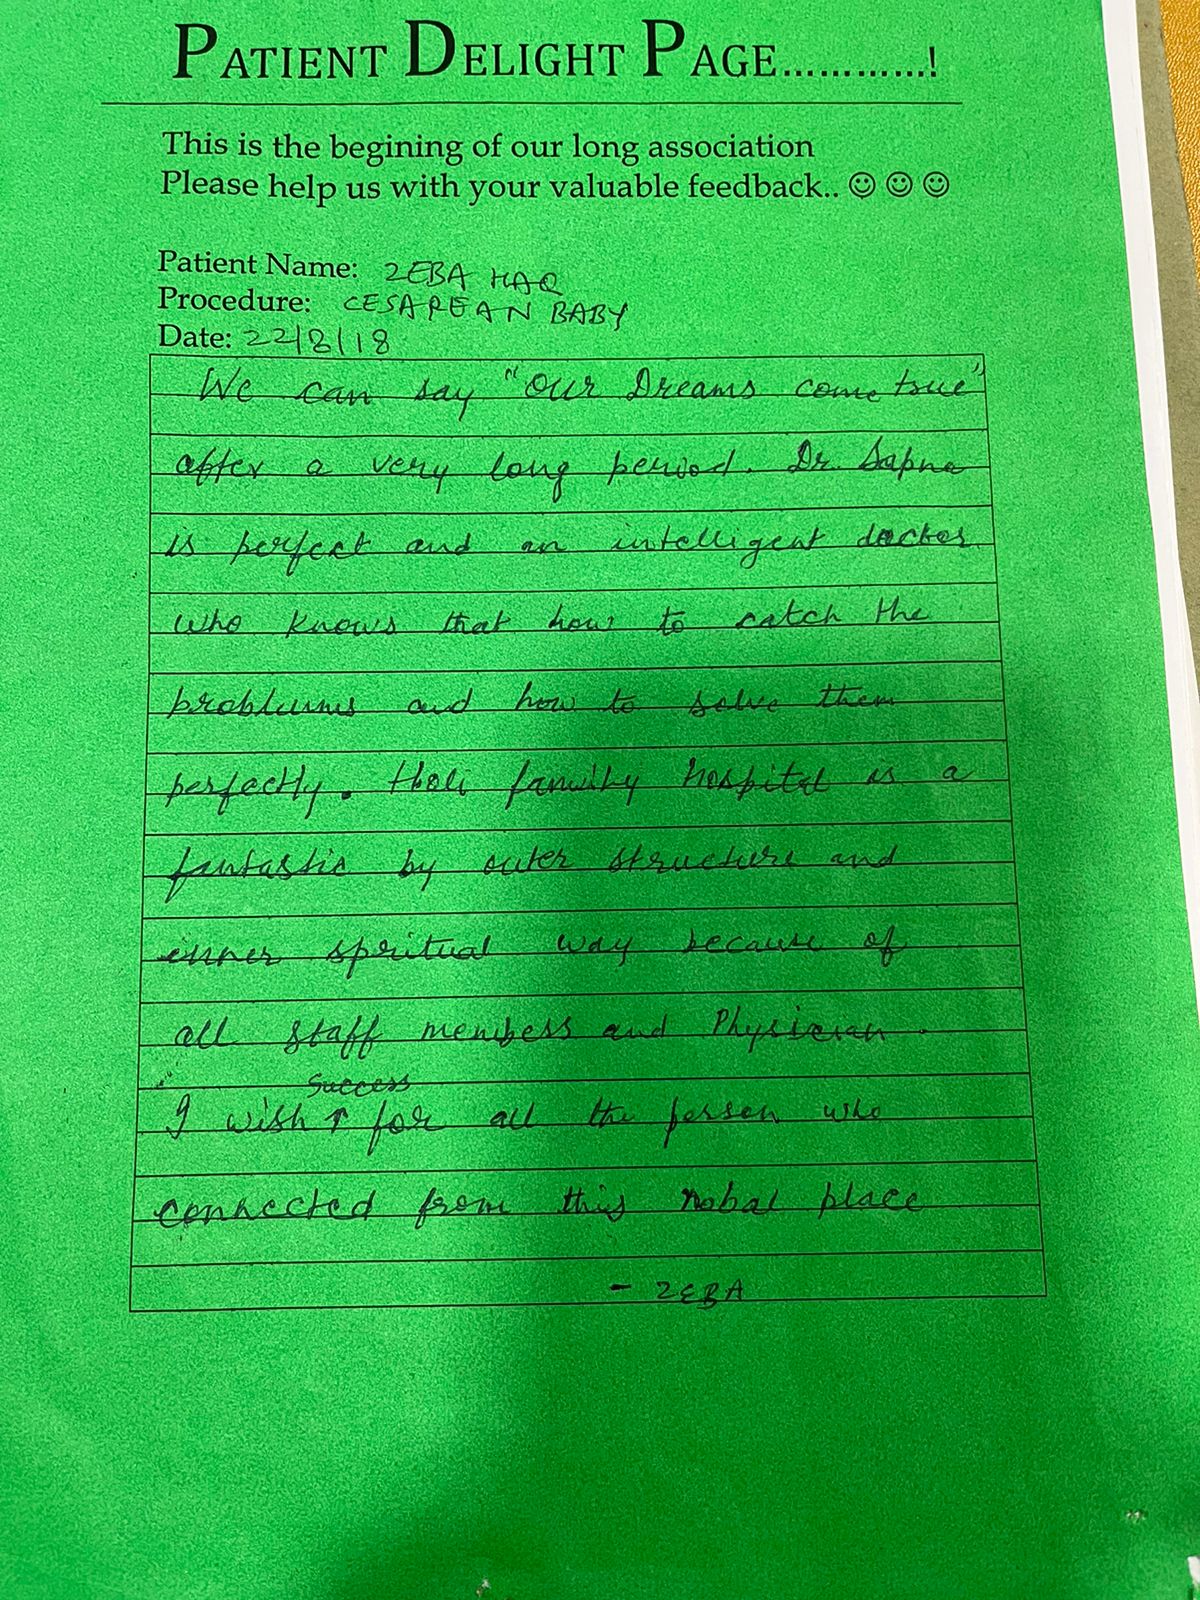 PATIENT DELIGHT PAGE............!
This is the begining of our long association
Please help us with your valuable feedback.. ☺ ☺ ☺
Patient Name: ZEBA HAQ
Procedure: CESAREAN BABY
Date: 22/8/18
We can say "Our Dreams come true"
after a very long period. Dr. Sapna
is perfect and an intelligent doctor
who knows that how to catch the
problums and how to solve them
perfectly. Holi family hospital is a
fantastic by outer structure and
inner spritual way because of
all staff members and Physician.
Success
I wish ↑ for all the person who
connected from this nobal place
- ZEBA